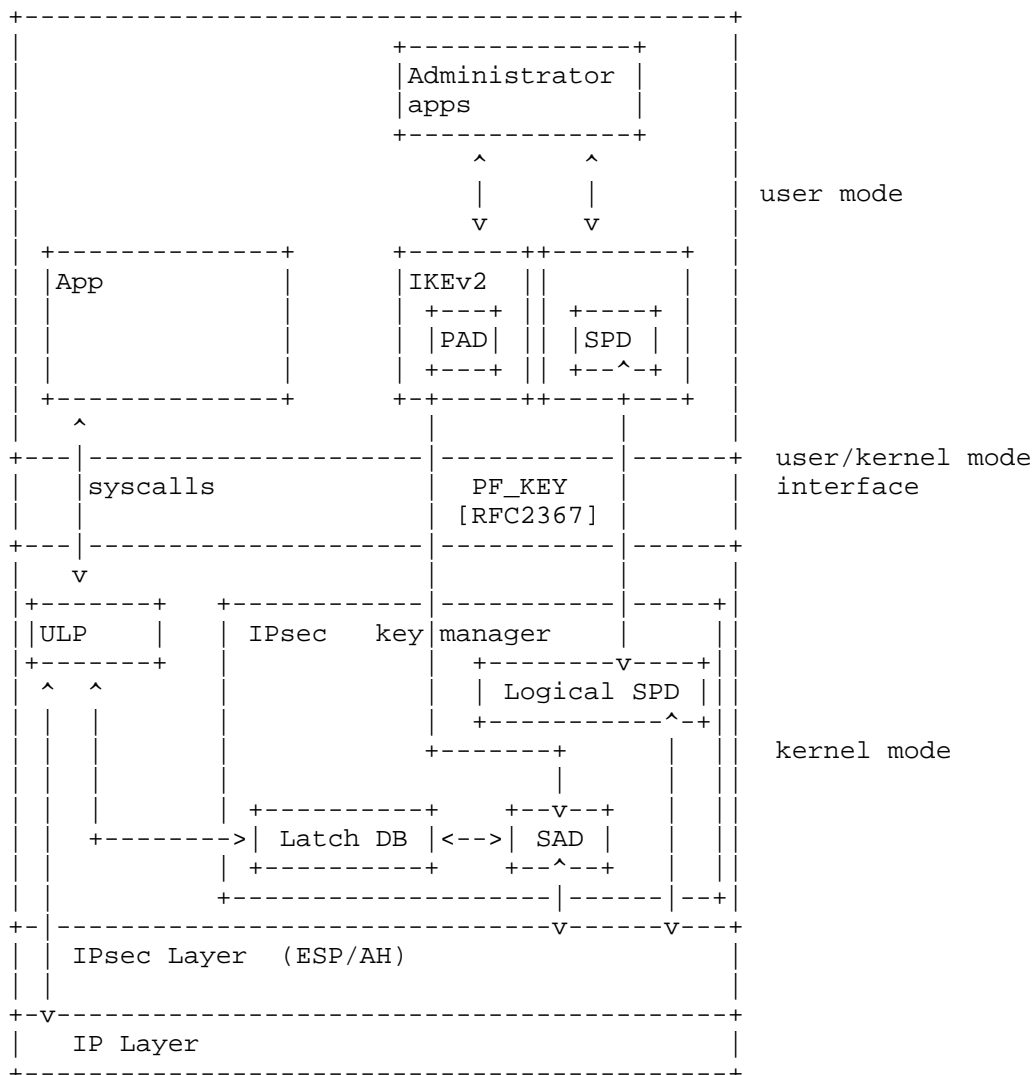 Administrator
apps
user mode
App
IKEv2
PAD
SPD
user/kernel mode
syscalls PF_KEY interface
[RFC2367]
ULP IPsec key manager
Logical SPD
kernel mode
Latch DB SAD
IPsec Layer (ESP/AH)
IP Layer